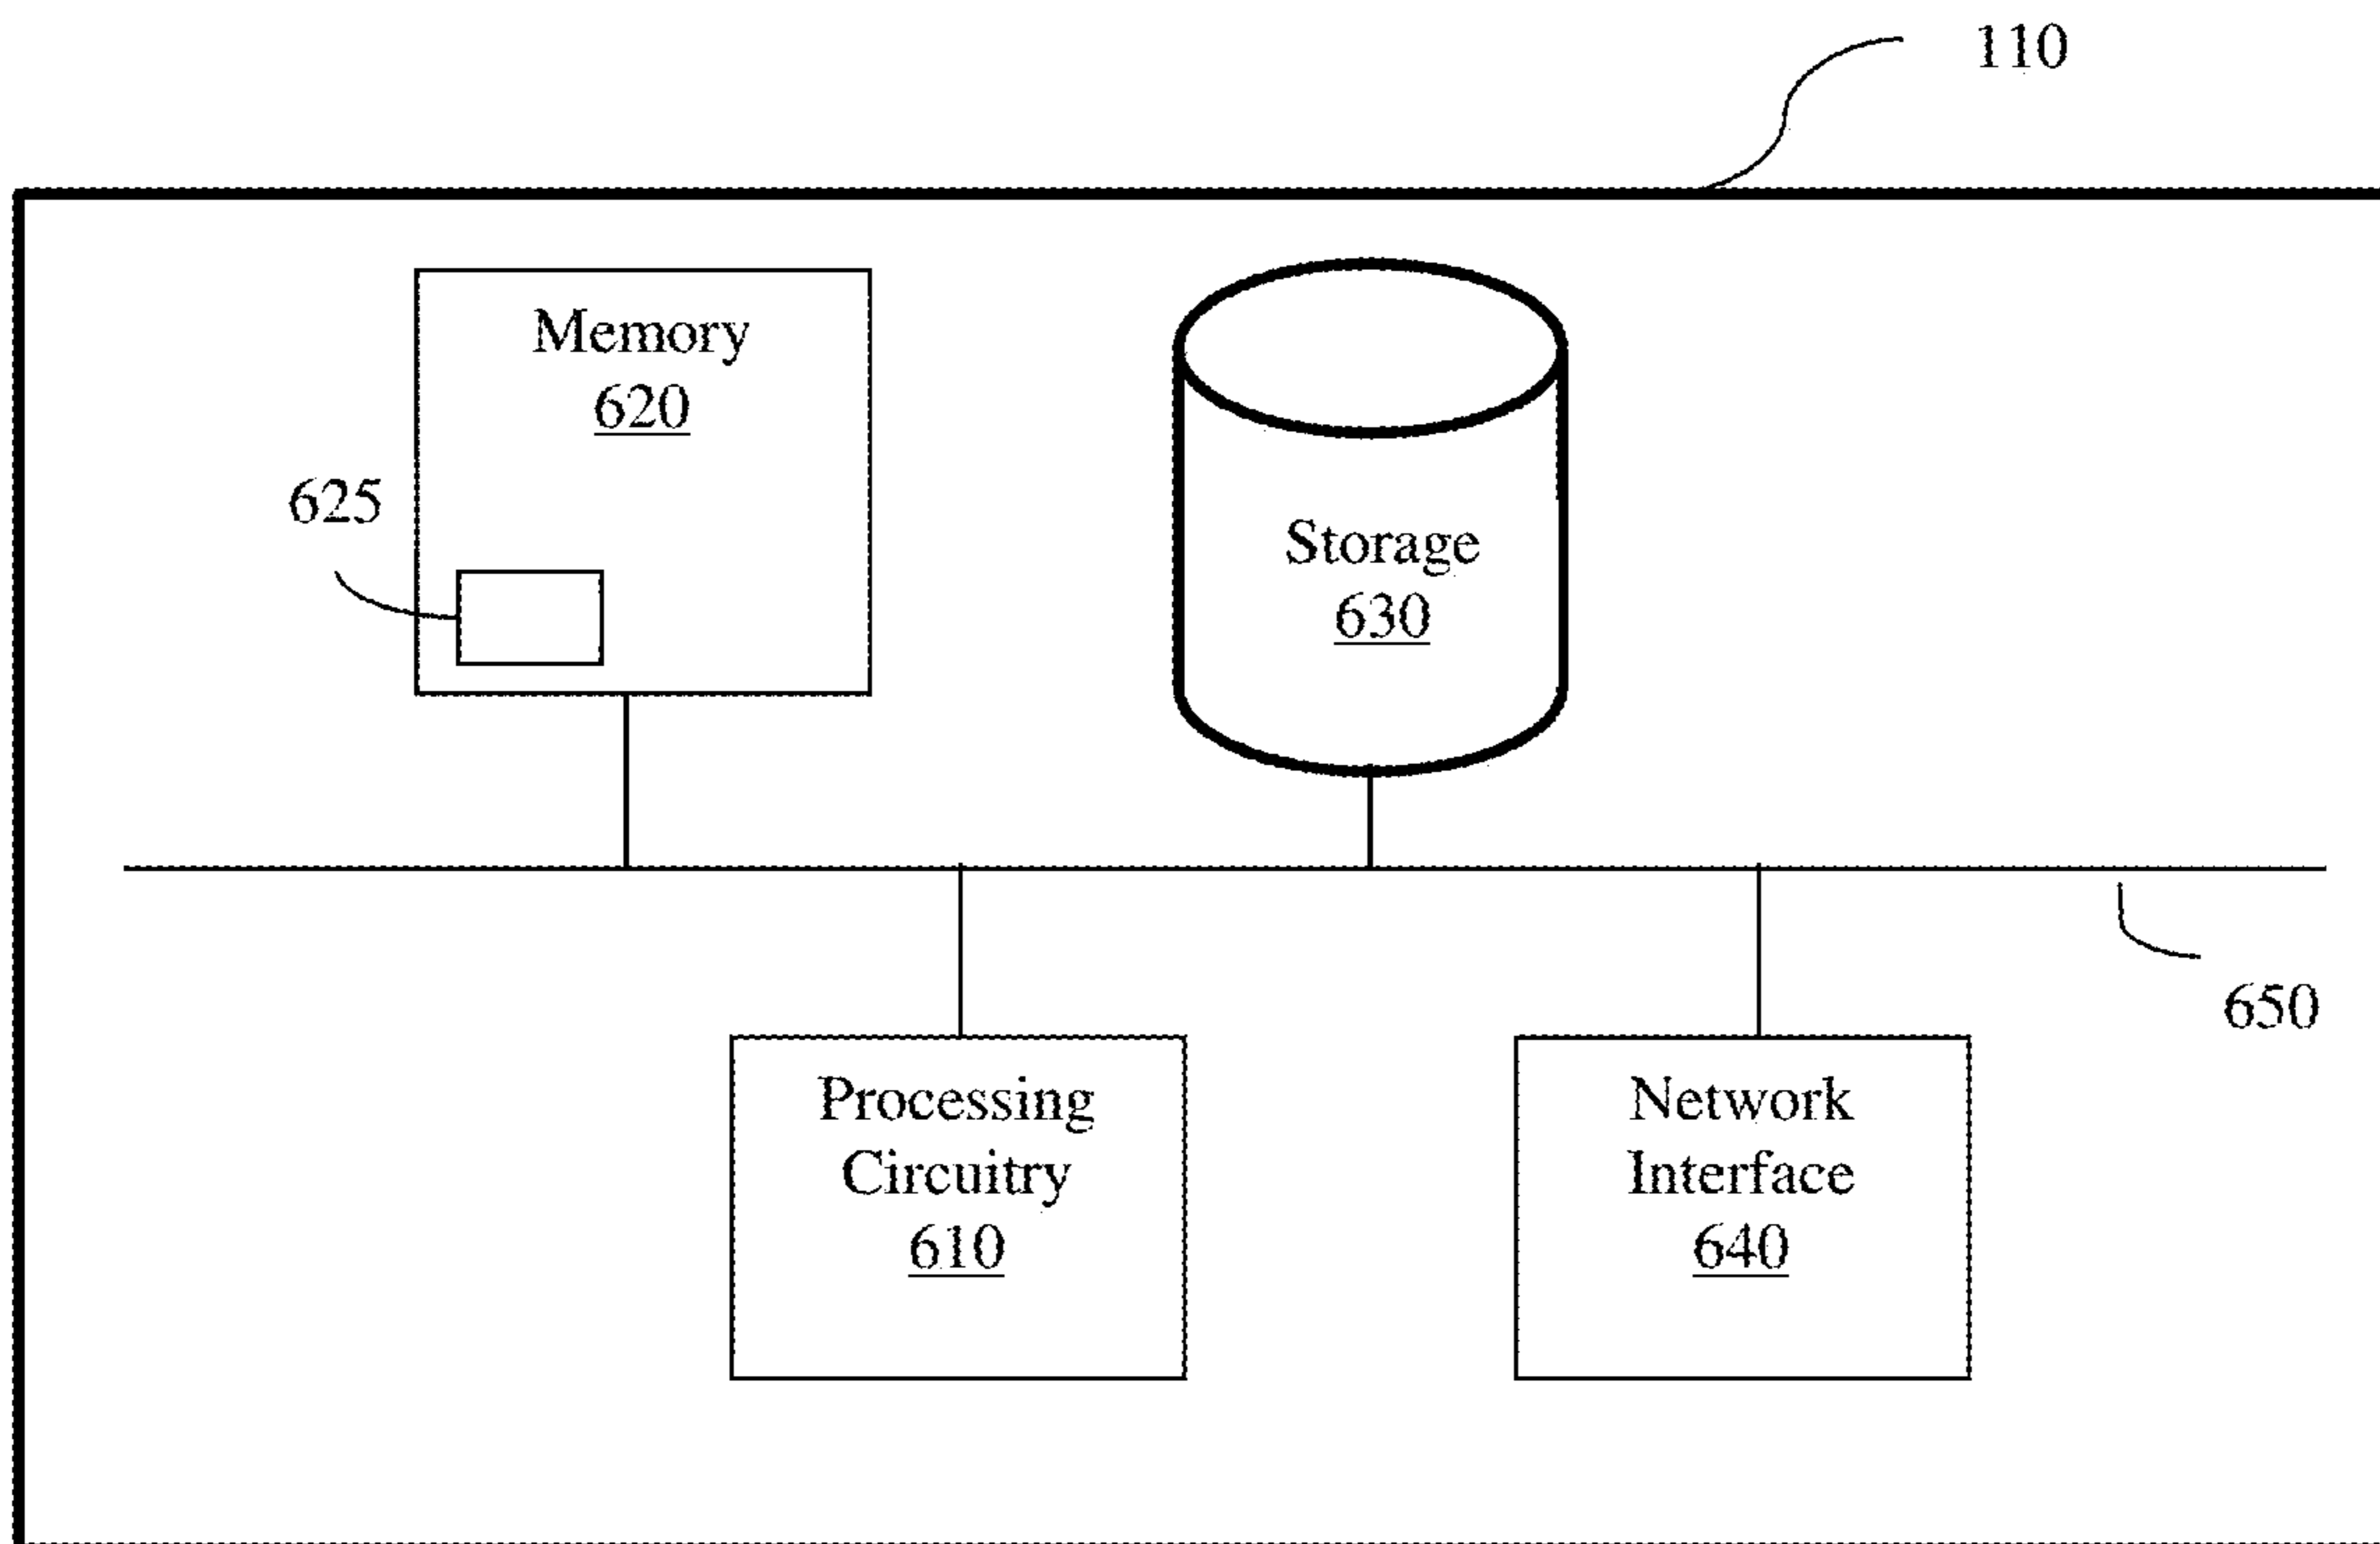 110
Memory
620
625
Storage
630
650
Processing
Circuitry
610
Network
Interface
640